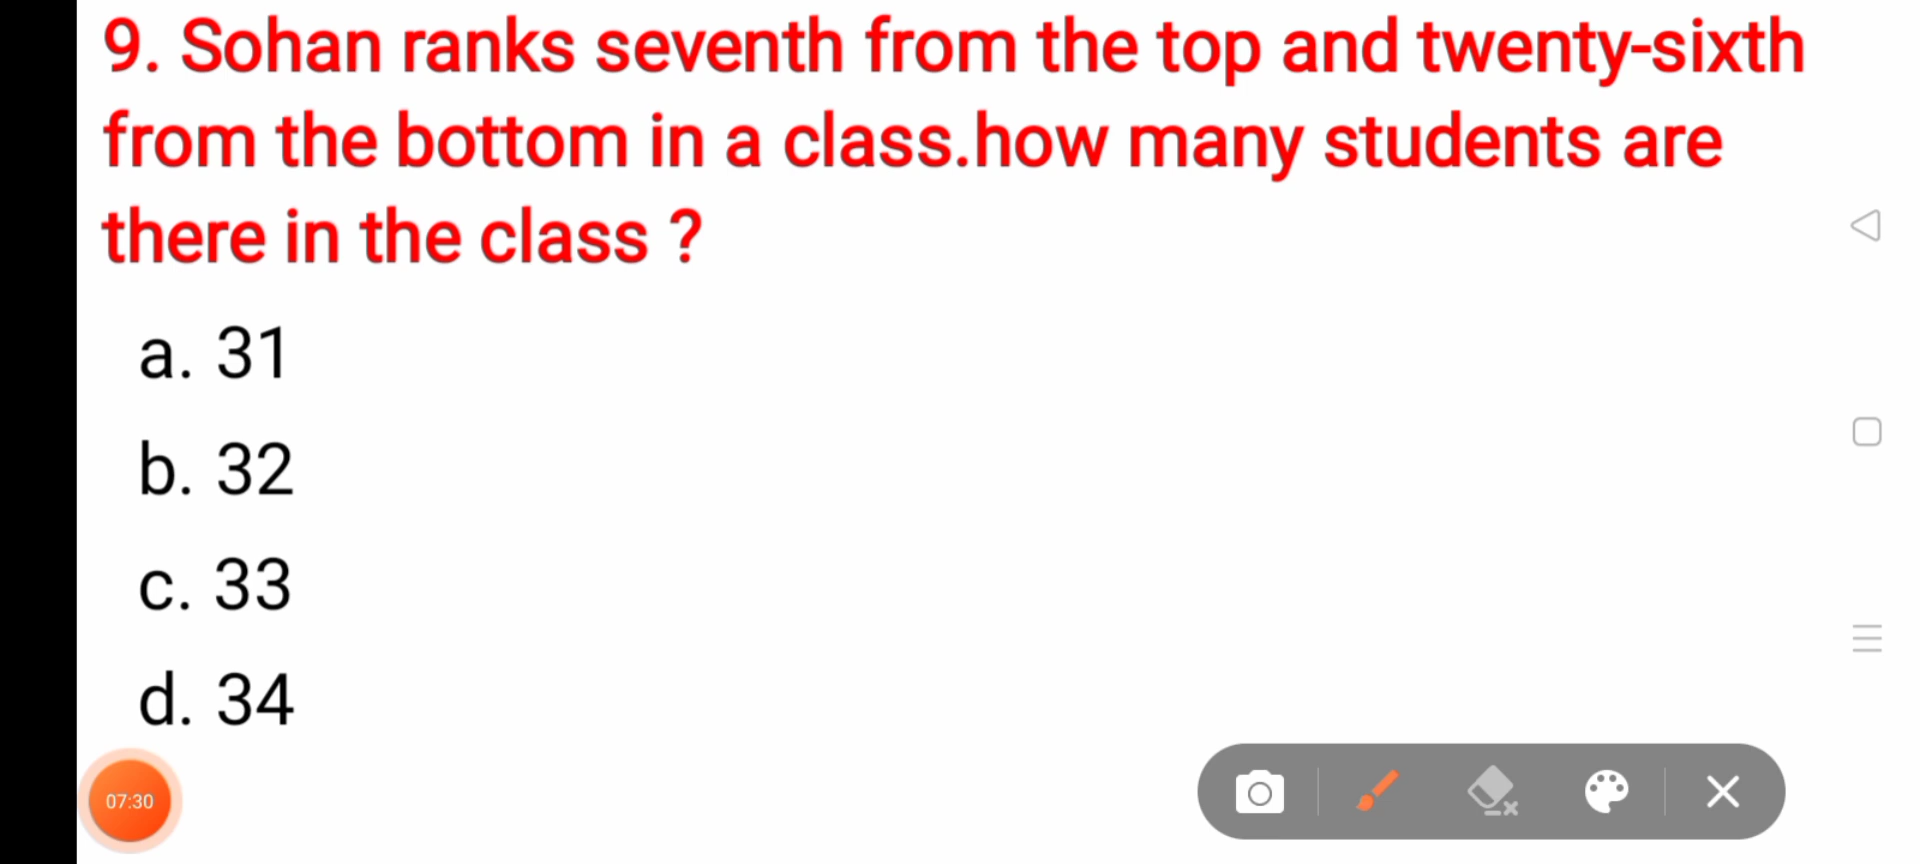 9. Sohan ranks seventh from the top and twenty-sixth
from the bottom in a class.how many students are
there in the class ?
a. 31
b. 32
c. 33
d. 34
07:30